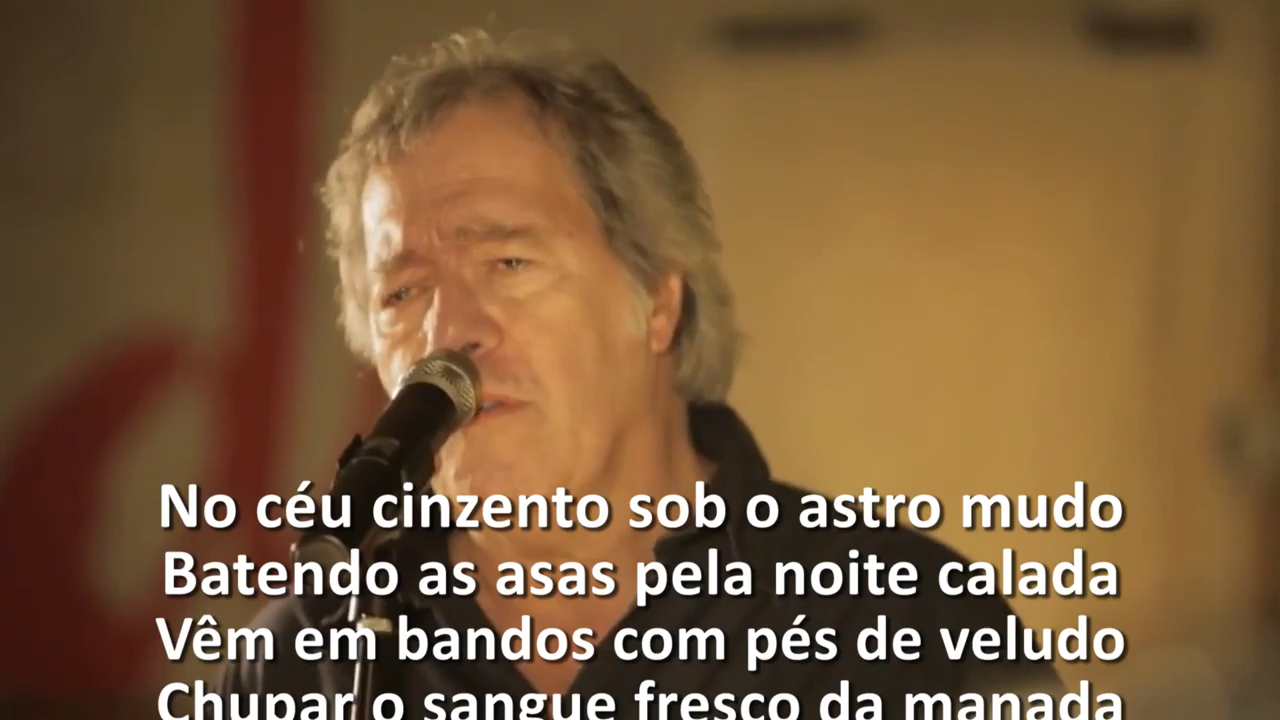 No céu cinzento sob o astro mudo
Batendo as asas pela noite calada
Vêm em bandos com pés de veludo
Chupar o sangue fresco da manada